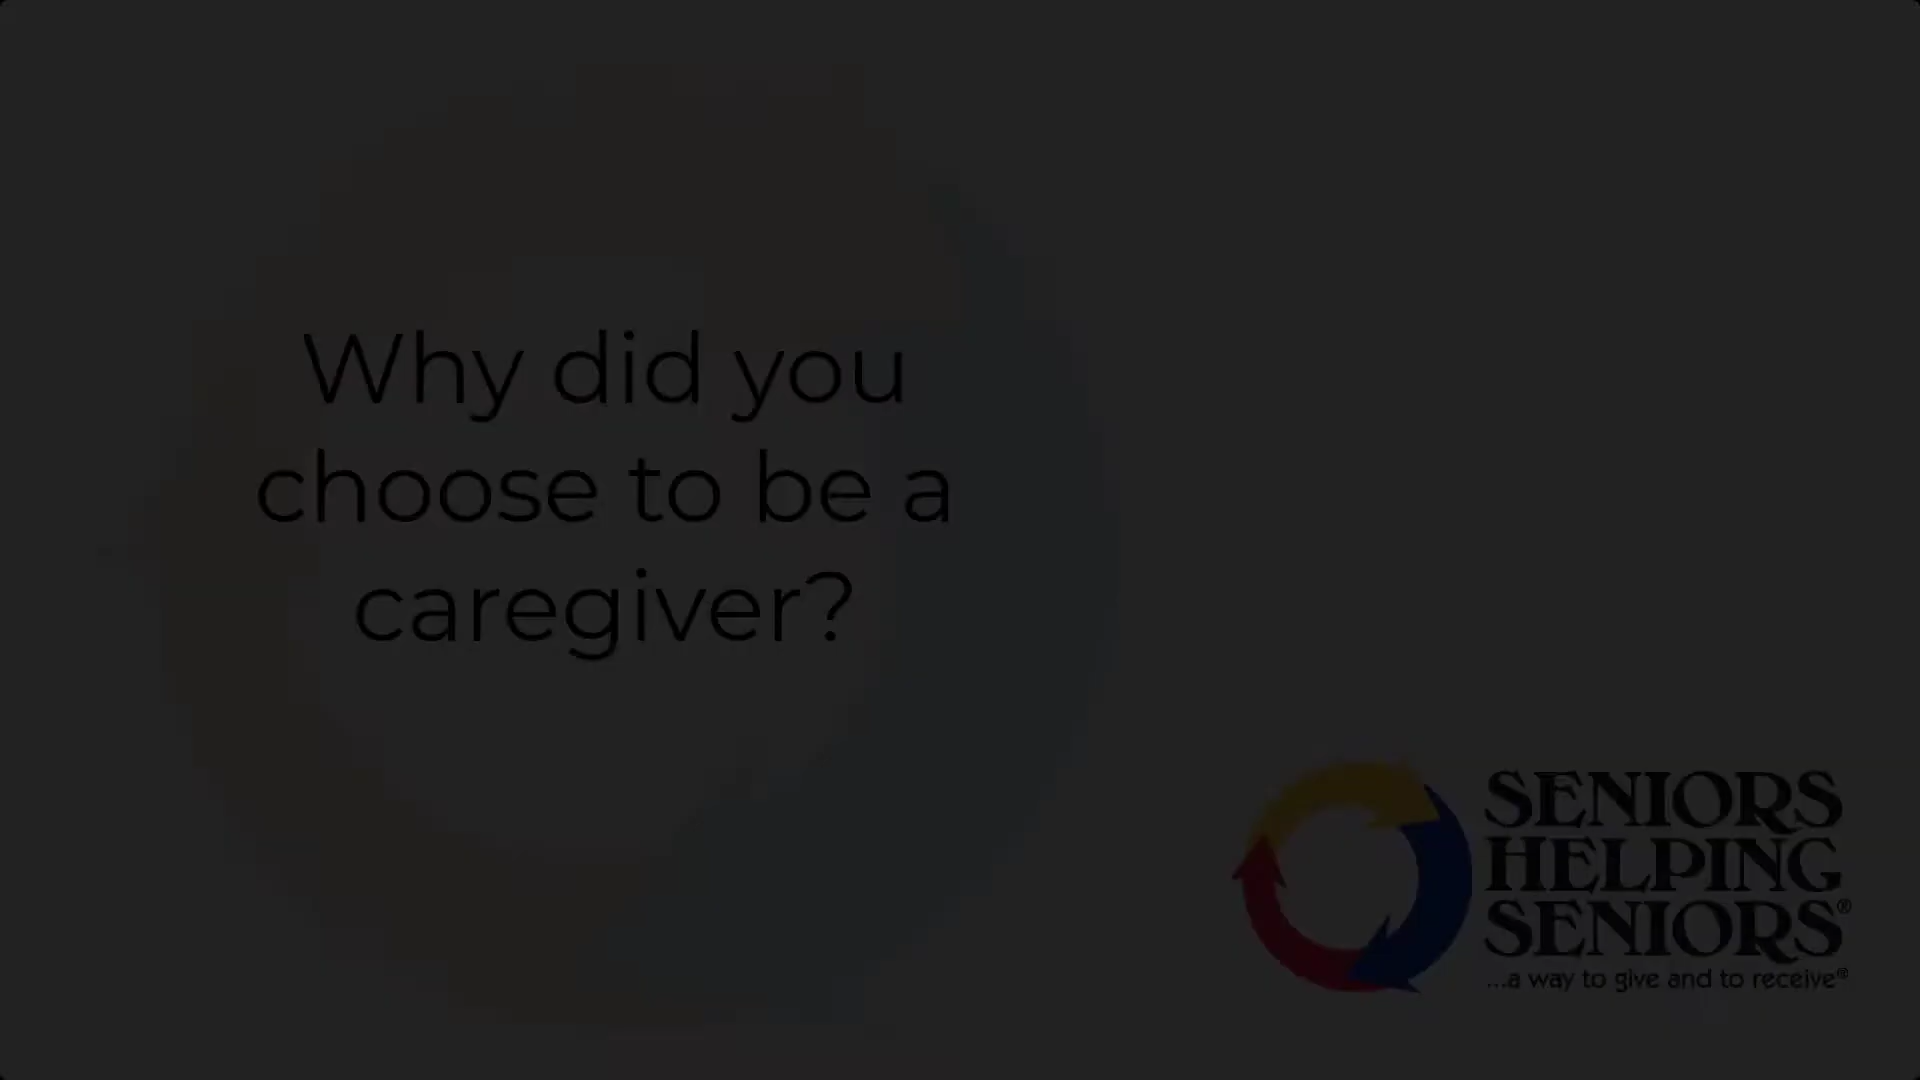 Why did you
choose to be a
caregiver?
SENIORS
HELPING
SENIORS®
...a way to give and to receive®